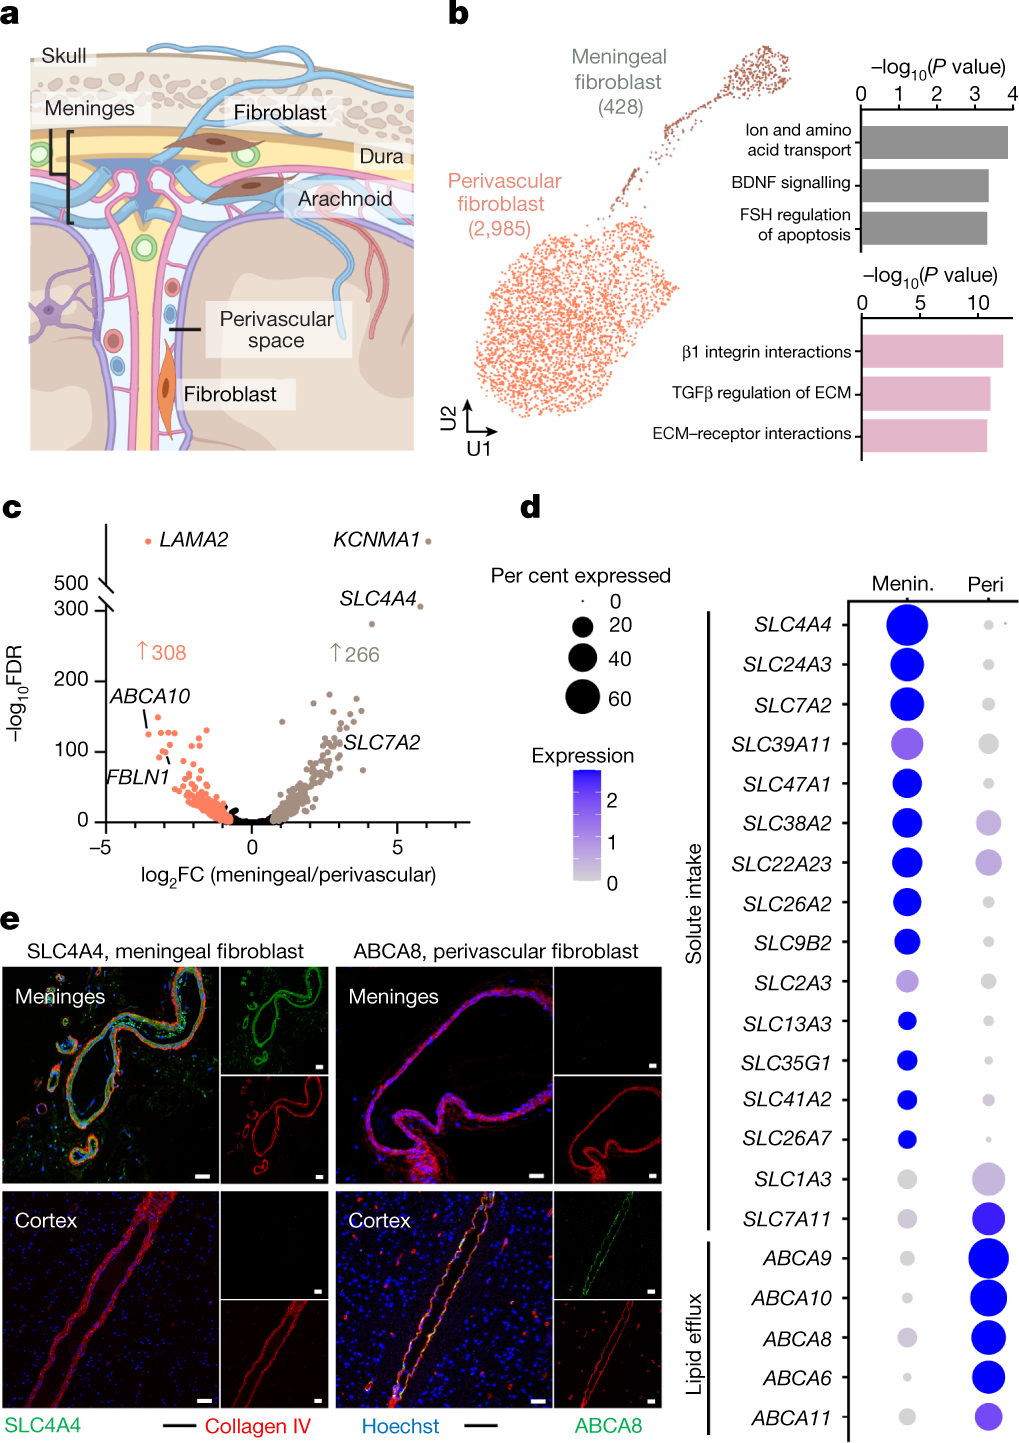 a
Skull
Meninges
Fibroblast
Dura
Arachnoid
Perivascular
space
Fibroblast
b
Meningeal
fibroblast
(428)
Perivascular
fibroblast
(2,985)
U2
U1
–log10(P value)
0 1 2 3 4
Ion and amino
acid transport
BDNF signalling
FSH regulation
of apoptosis
–log10(P value)
0 5 10
β1 integrin interactions
TGFβ regulation of ECM
ECM–receptor interactions
c
–log10FDR
500
300
200
100
0
LAMA2
KCNMA1
SLC4A4
↑308
↑266
ABCA10
SLC7A2
FBLN1
–5 0 5
log2FC (meningeal/perivascular)
d
Per cent expressed
0
20
40
60
Expression
2
1
0
Menin. Peri
Solute intake
SLC4A4
SLC24A3
SLC7A2
SLC39A11
SLC47A1
SLC38A2
SLC22A23
SLC26A2
SLC9B2
SLC2A3
SLC13A3
SLC35G1
SLC41A2
SLC26A7
SLC1A3
SLC7A11
Lipid efflux
ABCA9
ABCA10
ABCA8
ABCA6
ABCA11
e
SLC4A4, meningeal fibroblast
ABCA8, perivascular fibroblast
Meninges
Meninges
Cortex
Cortex
SLC4A4 Collagen IV Hoechst ABCA8